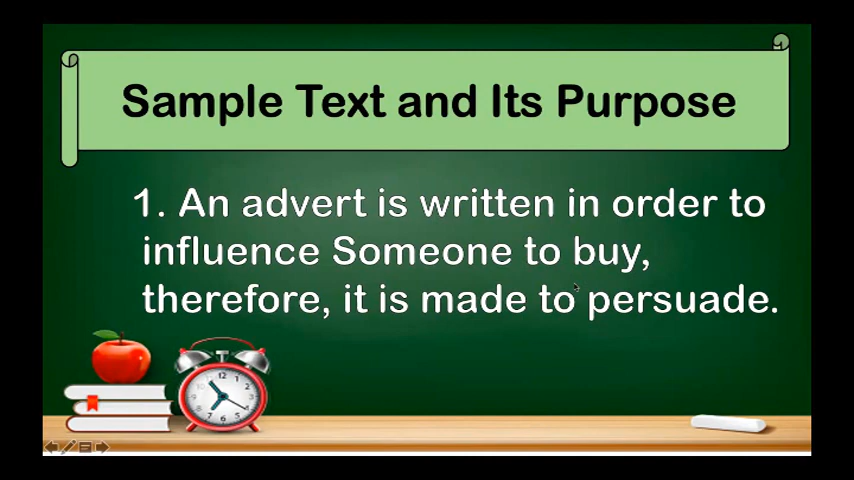 Sample Text and Its Purpose
1. An advert is written in order to
influence Someone to buy,
therefore, it is made to persuade.